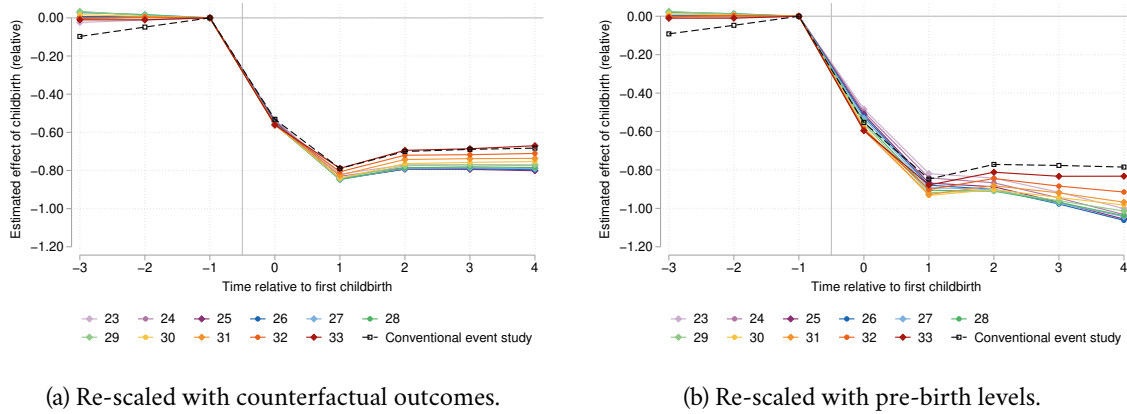 Estimated effect of childbirth (relative)
0.00
−0.20
−0.40
−0.60
−0.80
−1.00
−1.20
−3 −2 −1 0 1 2 3 4
Time relative to first childbirth
23 24 25 26 27 28
29 30 31 32 33 Conventional event study
(a) Re-scaled with counterfactual outcomes.
Estimated effect of childbirth (relative)
0.00
−0.20
−0.40
−0.60
−0.80
−1.00
−1.20
−3 −2 −1 0 1 2 3 4
Time relative to first childbirth
23 24 25 26 27 28
29 30 31 32 33 Conventional event study
(b) Re-scaled with pre-birth levels.